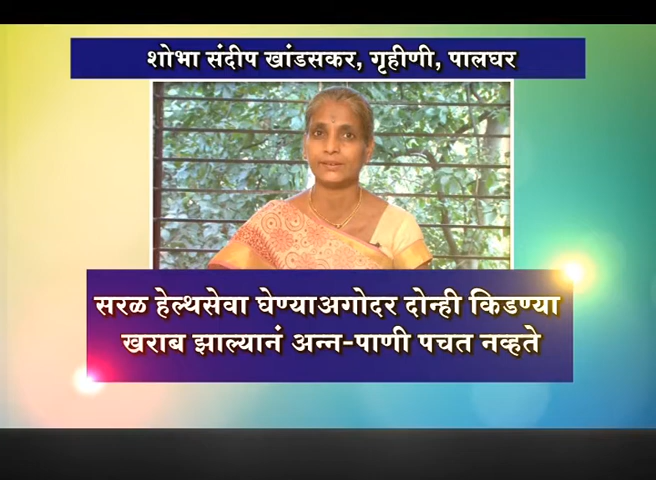 शोभा संदीप खांडसकर, गृहीणी, पालघर
सरळ हेल्थसेवा घेण्याअगोदर दोन्ही किडण्या
खराब झाल्यानं अन्न-पाणी पचत नव्हते